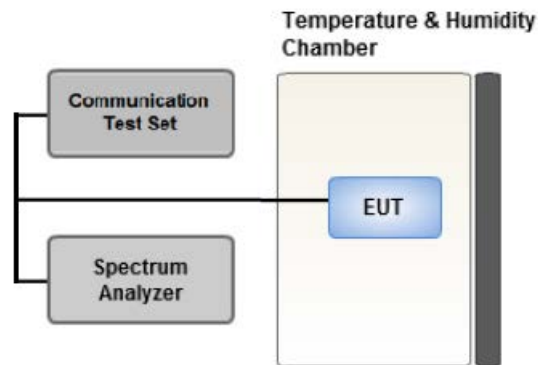 Temperature & Humidity
Chamber
Communication
Test Set
EUT
Spectrum
Analyzer